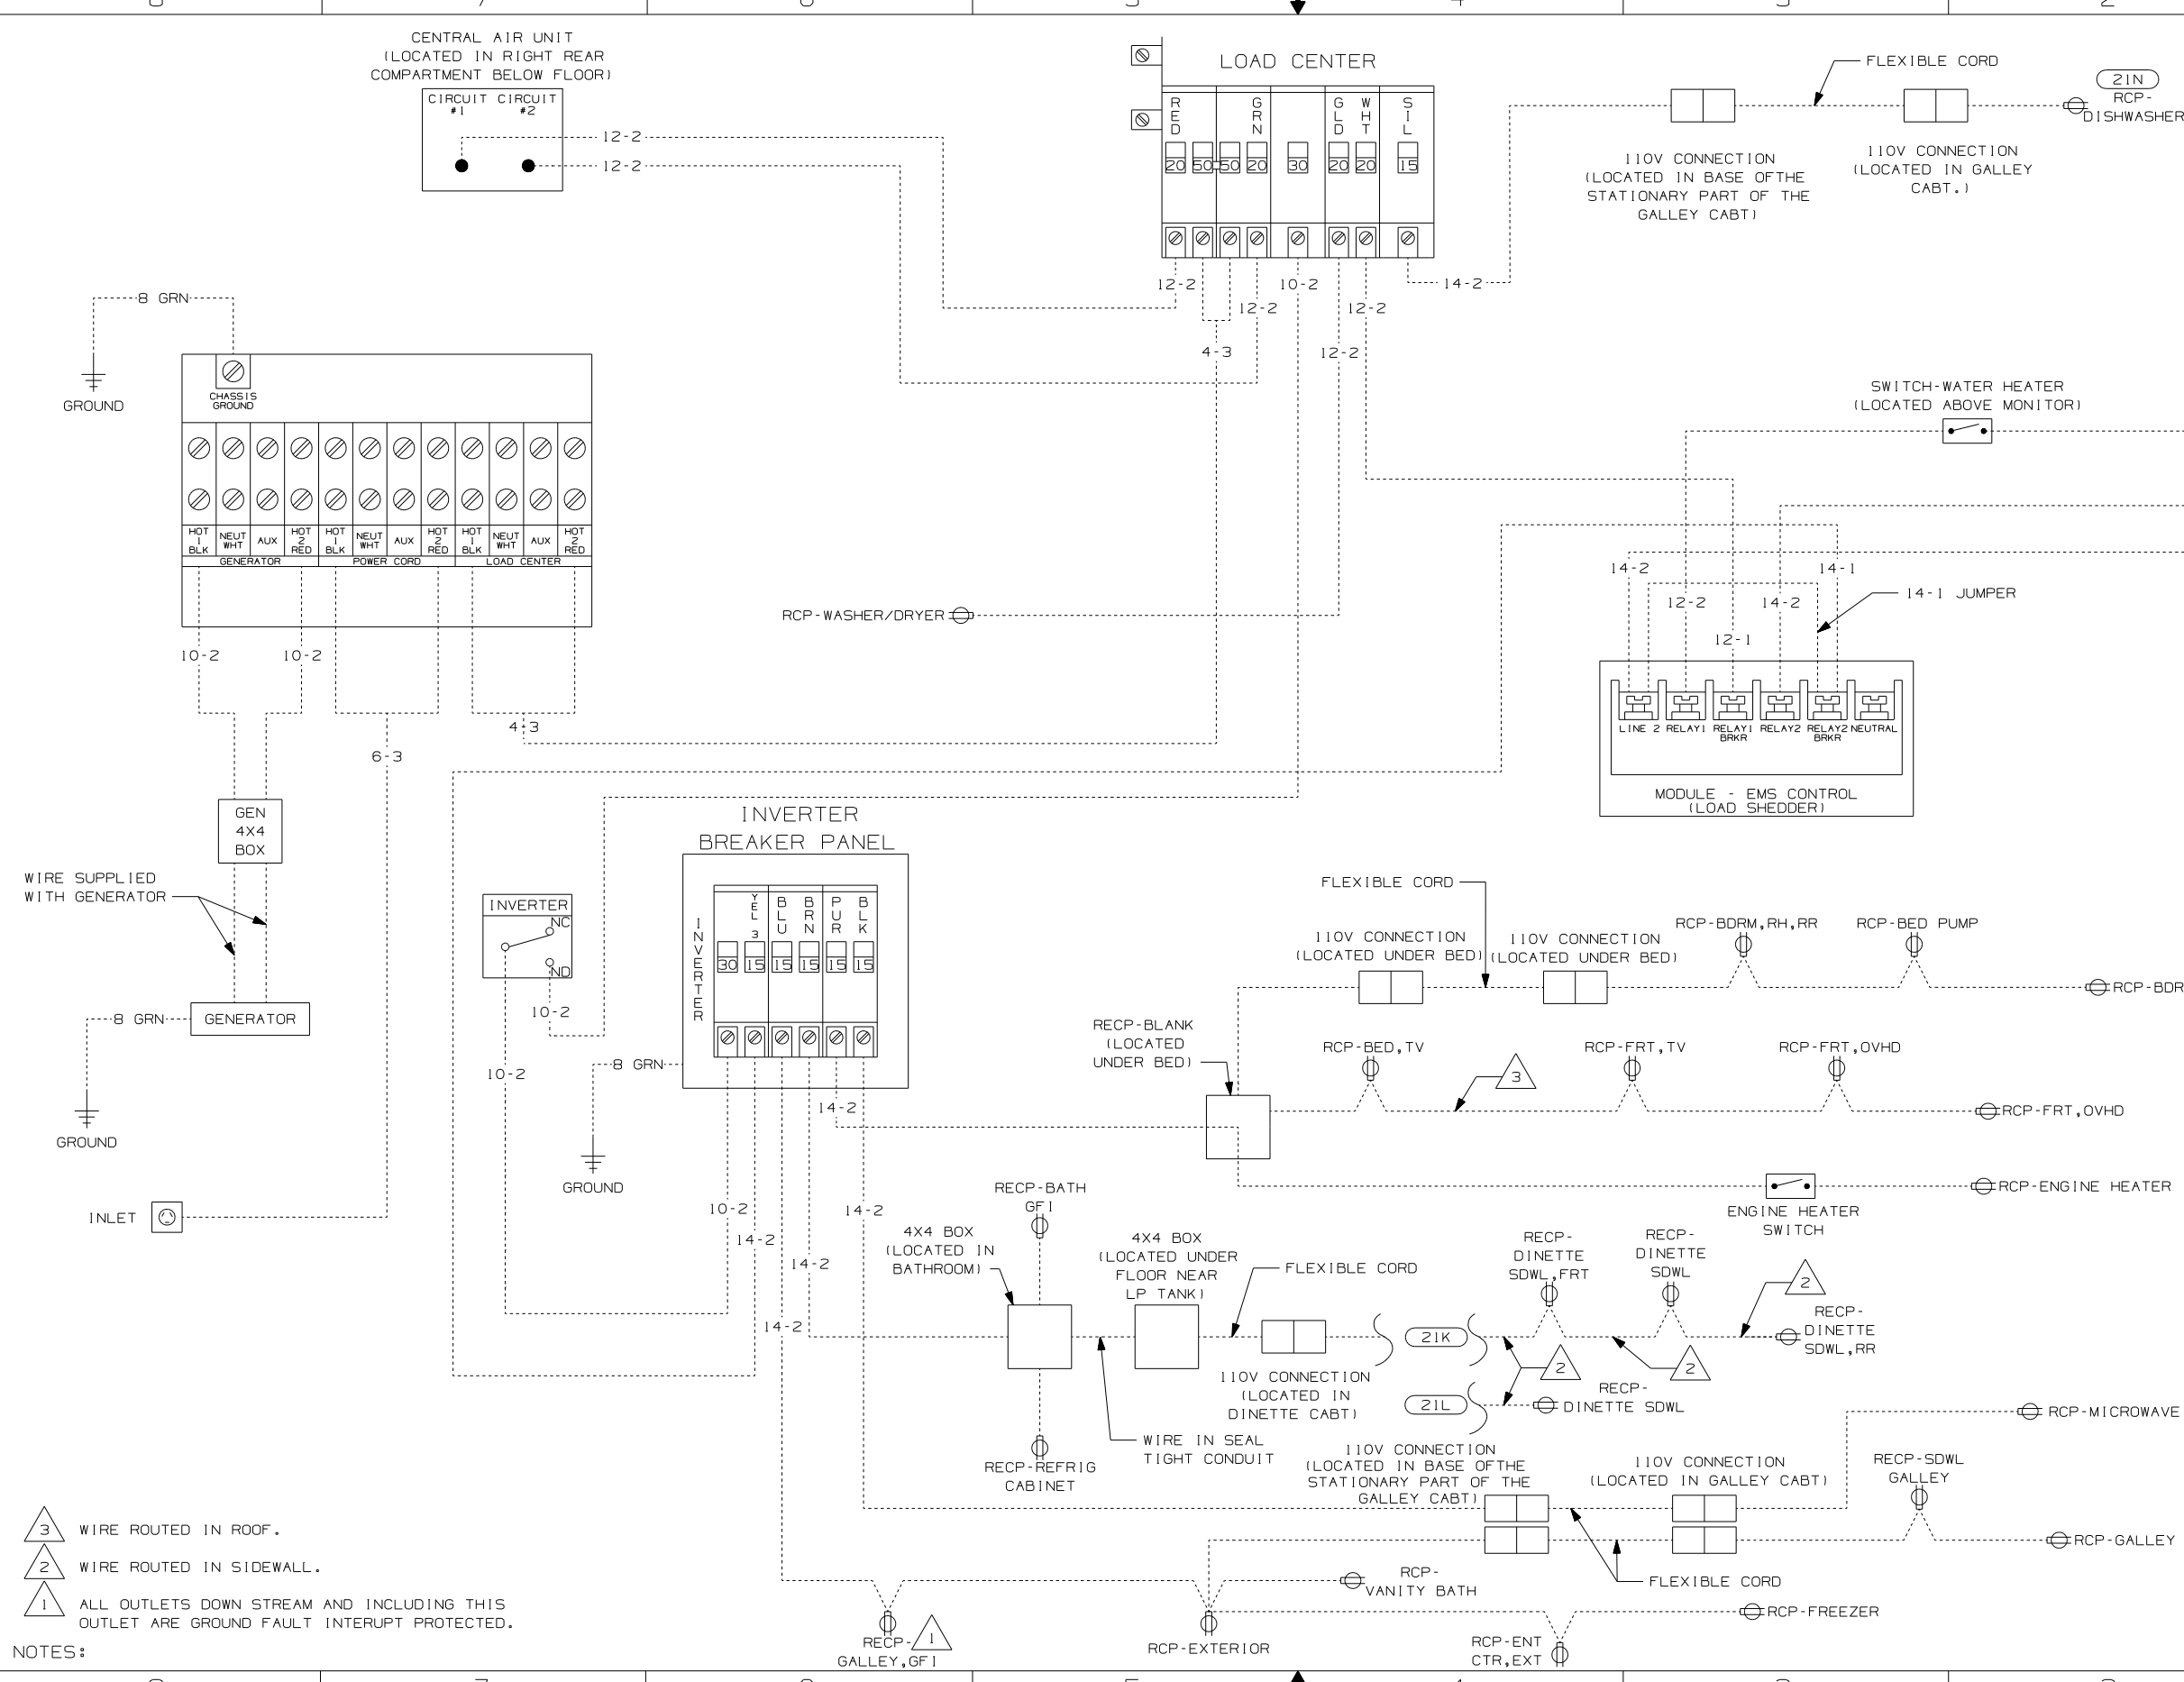 CENTRAL AIR UNIT
(LOCATED IN RIGHT REAR
COMPARTMENT BELOW FLOOR)
CIRCUIT CIRCUIT
#1 #2
12-2
12-2
LOAD CENTER
RED
GRN
GLD
WHT
SIL
20 50 50 20 30 20 20 15
12-2
10-2
14-2
12-2
12-2
4-3
12-2
FLEXIBLE CORD
21N
RCP-
DISHWASHER
110V CONNECTION
(LOCATED IN BASE OFTHE
STATIONARY PART OF THE
GALLEY CABT)
110V CONNECTION
(LOCATED IN GALLEY
CABT.)
8 GRN
GROUND
CHASSIS
GROUND
HOT 1 BLK
NEUT WHT
AUX
HOT 2 RED
HOT 1 BLK
NEUT WHT
AUX
HOT 2 RED
HOT 1 BLK
NEUT WHT
AUX
HOT 2 RED
GENERATOR
POWER CORD
LOAD CENTER
10-2
10-2
4-3
6-3
RCP-WASHER/DRYER
SWITCH-WATER HEATER
(LOCATED ABOVE MONITOR)
14-2
14-1
12-2
14-2
14-1 JUMPER
12-1
LINE 2
RELAY1
RELAY1 BRKR
RELAY2
RELAY2 BRKR
NEUTRAL
MODULE - EMS CONTROL
(LOAD SHEDDER)
GEN
4X4
BOX
WIRE SUPPLIED
WITH GENERATOR
8 GRN
GENERATOR
GROUND
INLET
INVERTER
NC
NO
10-2
10-2
INVERTER
BREAKER PANEL
INVERTER
YEL 3
BLU
BRN
PUR
BLK
30 15 15 15 15 15
8 GRN
GROUND
14-2
10-2
14-2
14-2
14-2
14-2
FLEXIBLE CORD
110V CONNECTION
(LOCATED UNDER BED)
110V CONNECTION
(LOCATED UNDER BED)
RCP-BDRM,RH,RR
RCP-BED PUMP
RCP-BDR
RECP-BLANK
(LOCATED
UNDER BED)
RCP-BED,TV
3
RCP-FRT,TV
RCP-FRT,OVHD
RCP-FRT,OVHD
RCP-ENGINE HEATER
ENGINE HEATER
SWITCH
RECP-BATH
GFI
4X4 BOX
(LOCATED IN
BATHROOM)
4X4 BOX
(LOCATED UNDER
FLOOR NEAR
LP TANK)
FLEXIBLE CORD
RECP-
DINETTE
SDWL,FRT
RECP-
DINETTE
SDWL
2
RECP-
DINETTE
SDWL,RR
21K
2
2
110V CONNECTION
(LOCATED IN
DINETTE CABT)
21L
RECP-
DINETTE SDWL
WIRE IN SEAL
TIGHT CONDUIT
RECP-REFRIG
CABINET
110V CONNECTION
(LOCATED IN BASE OFTHE
STATIONARY PART OF THE
GALLEY CABT)
110V CONNECTION
(LOCATED IN GALLEY CABT)
RCP-MICROWAVE
RECP-SDWL
GALLEY
RCP-GALLEY
FLEXIBLE CORD
RCP-
VANITY BATH
RCP-FREEZER
RECP-
GALLEY,GFI
1
RCP-EXTERIOR
RCP-ENT
CTR,EXT
3 WIRE ROUTED IN ROOF.
2 WIRE ROUTED IN SIDEWALL.
1 ALL OUTLETS DOWN STREAM AND INCLUDING THIS
OUTLET ARE GROUND FAULT INTERUPT PROTECTED.
NOTES: